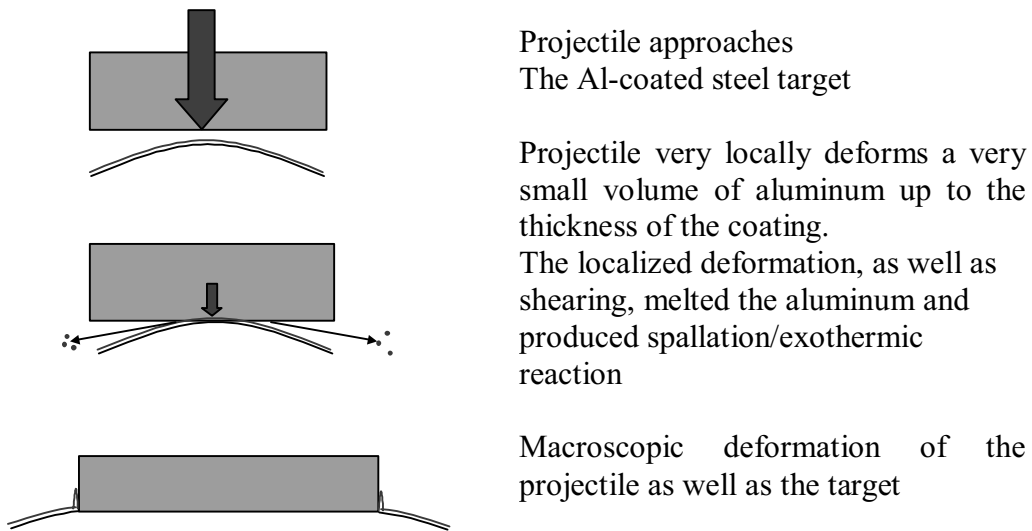 Projectile approaches
The Al-coated steel target
Projectile very locally deforms a very
small volume of aluminum up to the
thickness of the coating.
The localized deformation, as well as
shearing, melted the aluminum and
produced spallation/exothermic
reaction
Macroscopic deformation of the
projectile as well as the target